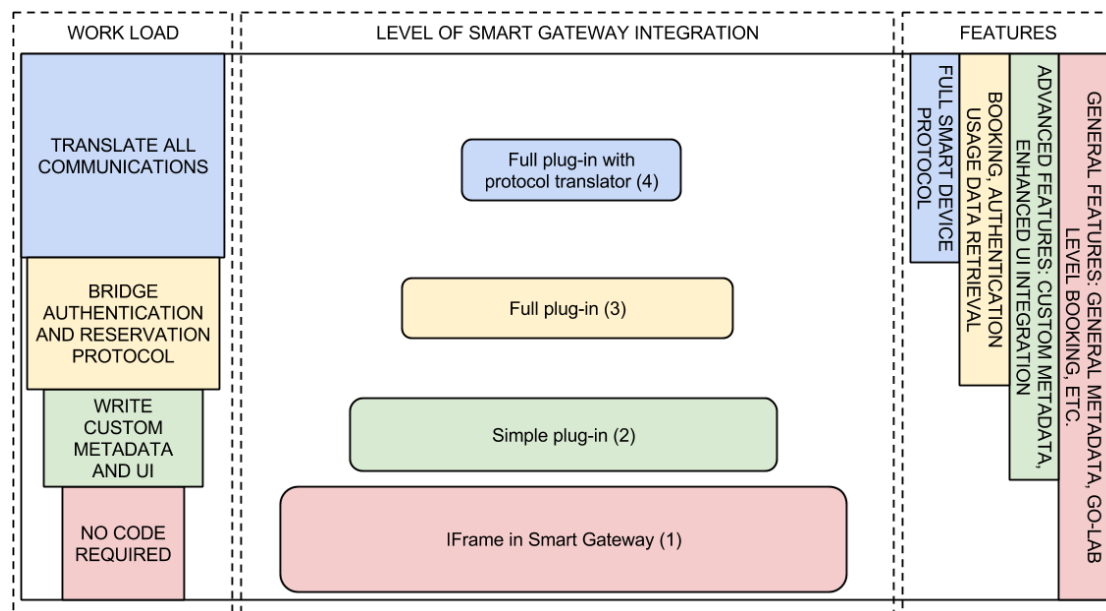 WORK LOAD
LEVEL OF SMART GATEWAY INTEGRATION
FEATURES
TRANSLATE ALL
COMMUNICATIONS
Full plug-in with
protocol translator (4)
FULL SMART DEVICE
PROTOCOL
BOOKING, AUTHENTICATION
USAGE DATA RETRIEVAL
ADVANCED FEATURES: CUSTOM METADATA,
ENHANCED UI INTEGRATION
GENERAL FEATURES: GENERAL METADATA, GO-LAB
LEVEL BOOKING, ETC.
BRIDGE
AUTHENTICATION
AND RESERVATION
PROTOCOL
Full plug-in (3)
WRITE
CUSTOM
METADATA
AND UI
Simple plug-in (2)
NO CODE
REQUIRED
IFrame in Smart Gateway (1)